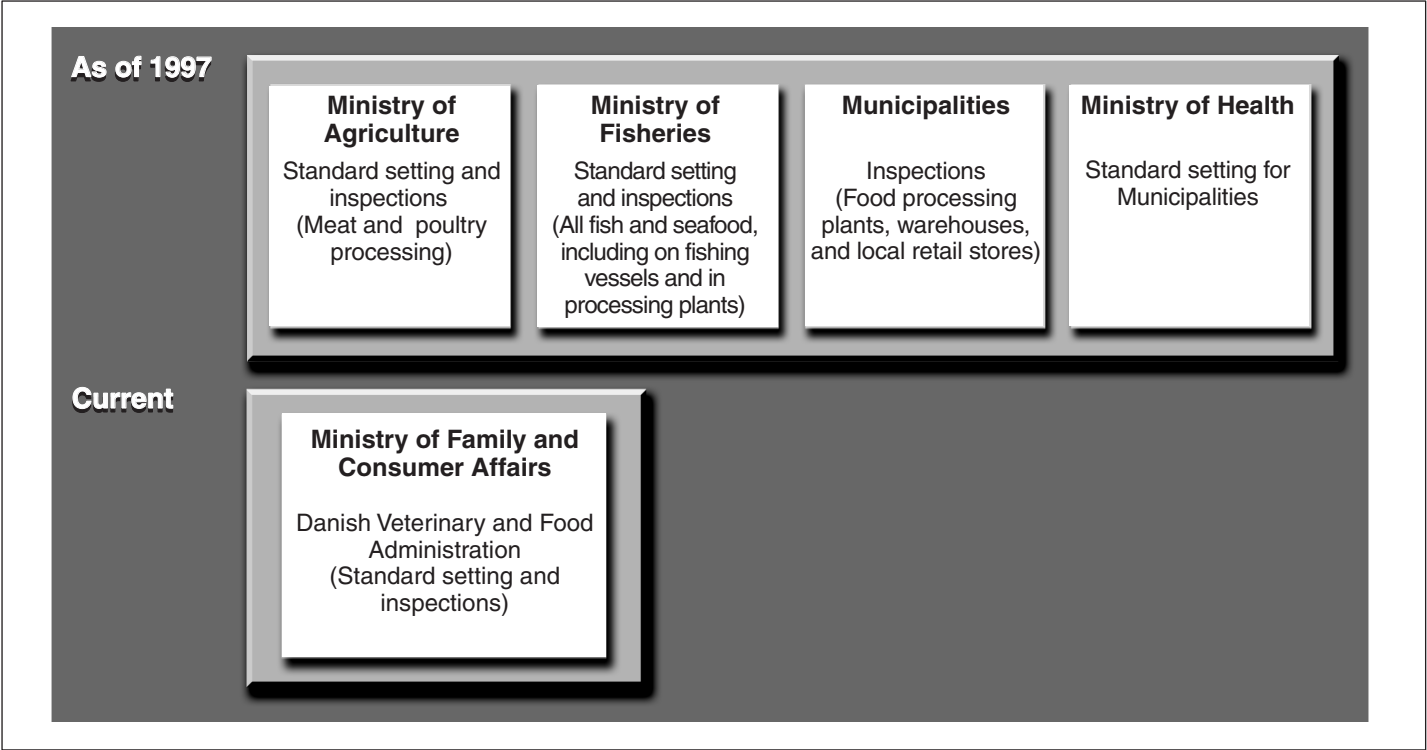 As of 1997
Ministry of
Agriculture
Standard setting and
inspections
(Meat and poultry
processing)
Ministry of
Fisheries
Standard setting
and inspections
(All fish and seafood,
including on fishing
vessels and in
processing plants)
Municipalities
Inspections
(Food processing
plants, warehouses,
and local retail stores)
Ministry of Health
Standard setting for
Municipalities
Current
Ministry of Family and
Consumer Affairs
Danish Veterinary and Food
Administration
(Standard setting and
inspections)